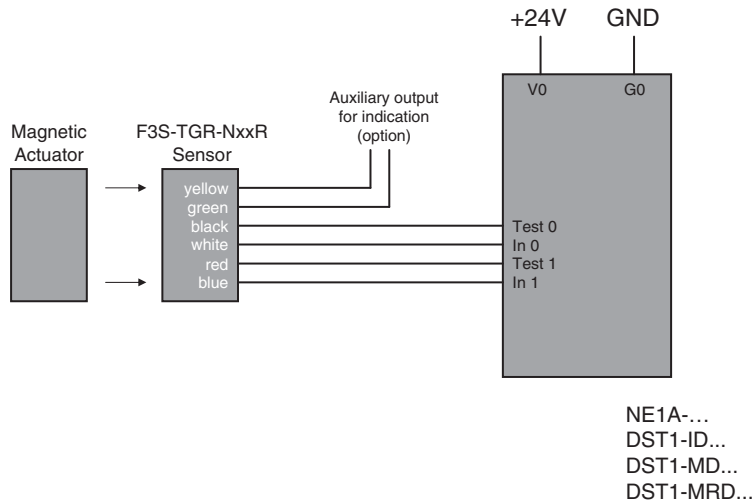 +24V GND
V0 G0
Auxiliary output
for indication
(option)
Magnetic
Actuator
F3S-TGR-NxxR
Sensor
yellow
green
black
white
red
blue
Test 0
In 0
Test 1
In 1
NE1A-...
DST1-ID...
DST1-MD...
DST1-MRD...